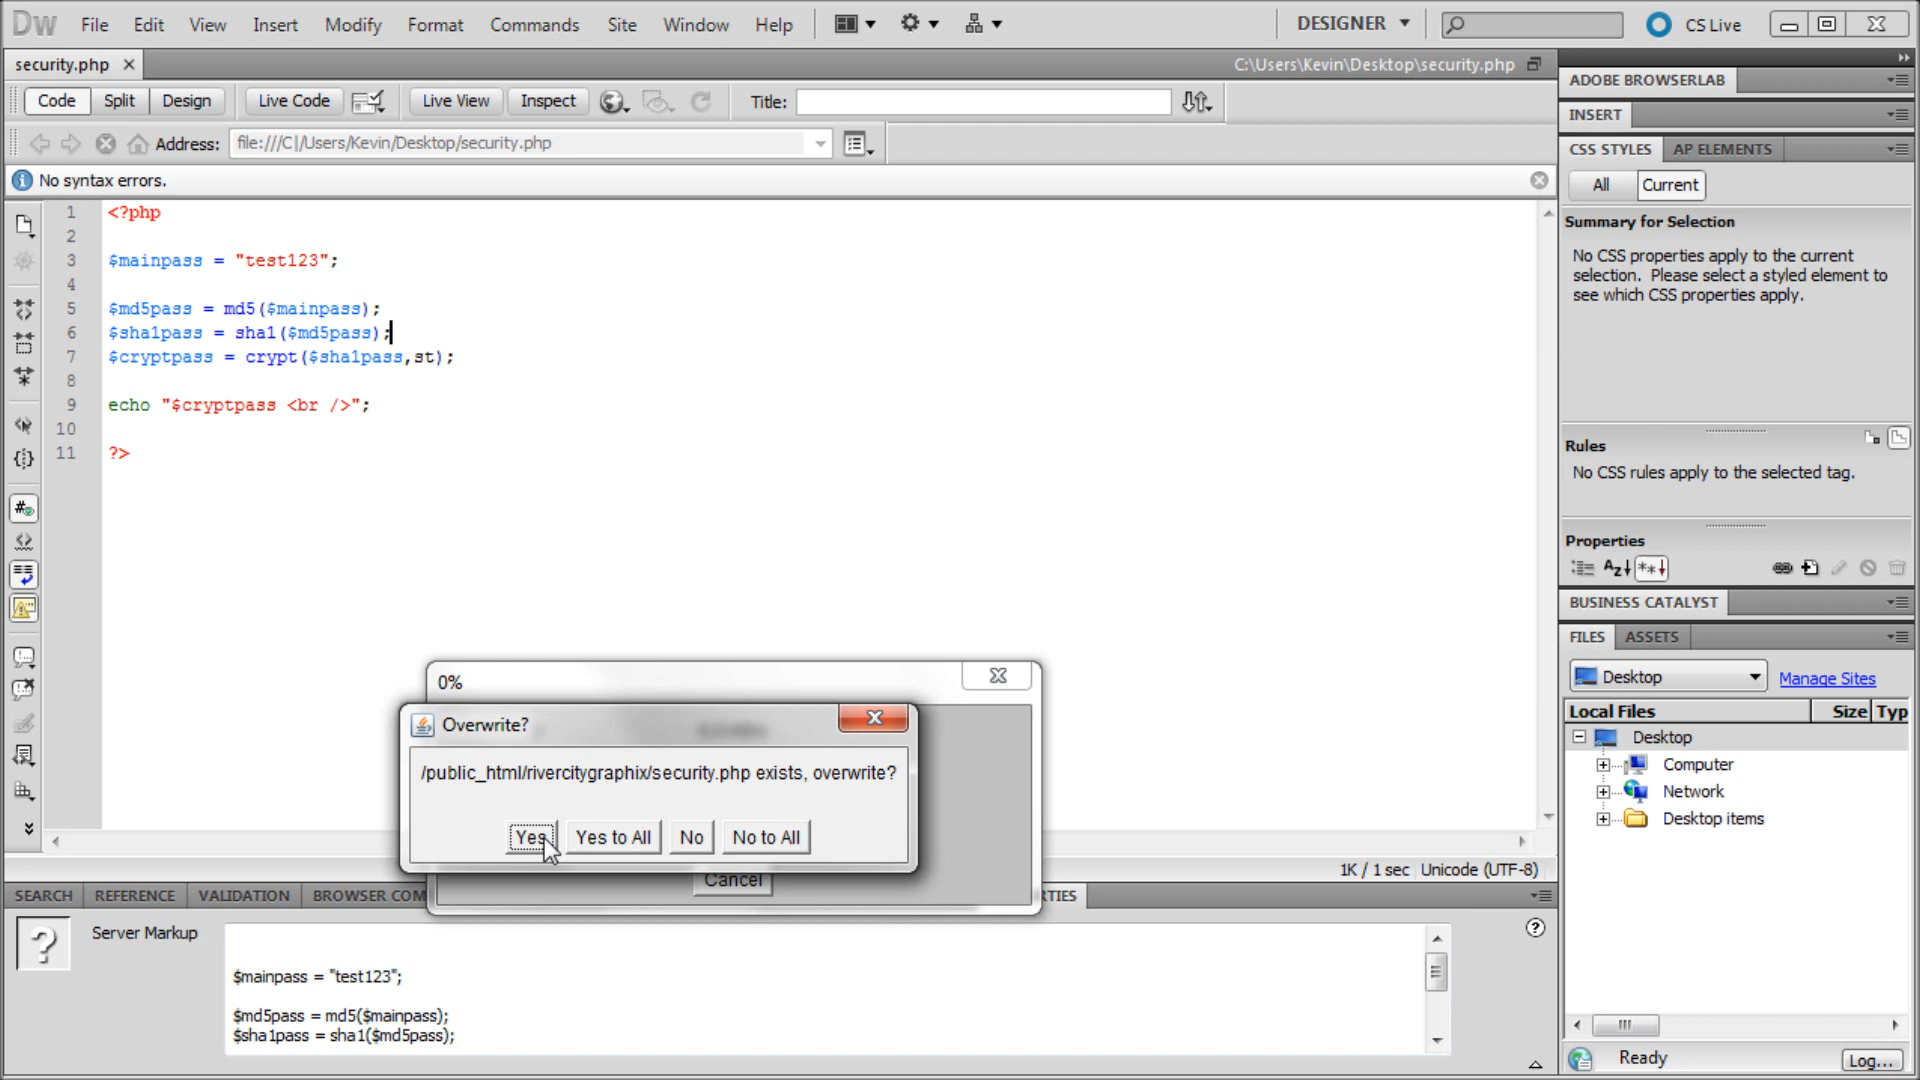 Dw File Edit View Insert Modify Format Commands Site Window Help DESIGNER CS Live
security.php C:\Users\Kevin\Desktop\security.php
Code Split Design Live Code Live View Inspect Title:
Address: file:///C|/Users/Kevin/Desktop/security.php
No syntax errors.
1 <?php
2
3 $mainpass = "test123";
4
5 $md5pass = md5($mainpass);
6 $sha1pass = sha1($md5pass);
7 $cryptpass = crypt($sha1pass,st);
8
9 echo "$cryptpass <br />";
10
11 ?>
0%
Overwrite?
/public_html/rivercitygraphix/security.php exists, overwrite?
Yes Yes to All No No to All
Cancel
1K / 1 sec Unicode (UTF-8)
SEARCH REFERENCE VALIDATION BROWSER COM RTIES
Server Markup
$mainpass = "test123";
$md5pass = md5($mainpass);
$sha1pass = sha1($md5pass);
ADOBE BROWSERLAB
INSERT
CSS STYLES AP ELEMENTS
All Current
Summary for Selection
No CSS properties apply to the current
selection. Please select a styled element to
see which CSS properties apply.
Rules
No CSS rules apply to the selected tag.
Properties
BUSINESS CATALYST
FILES ASSETS
Desktop Manage Sites
Local Files Size Typ
Desktop
Computer
Network
Desktop items
Ready Log...